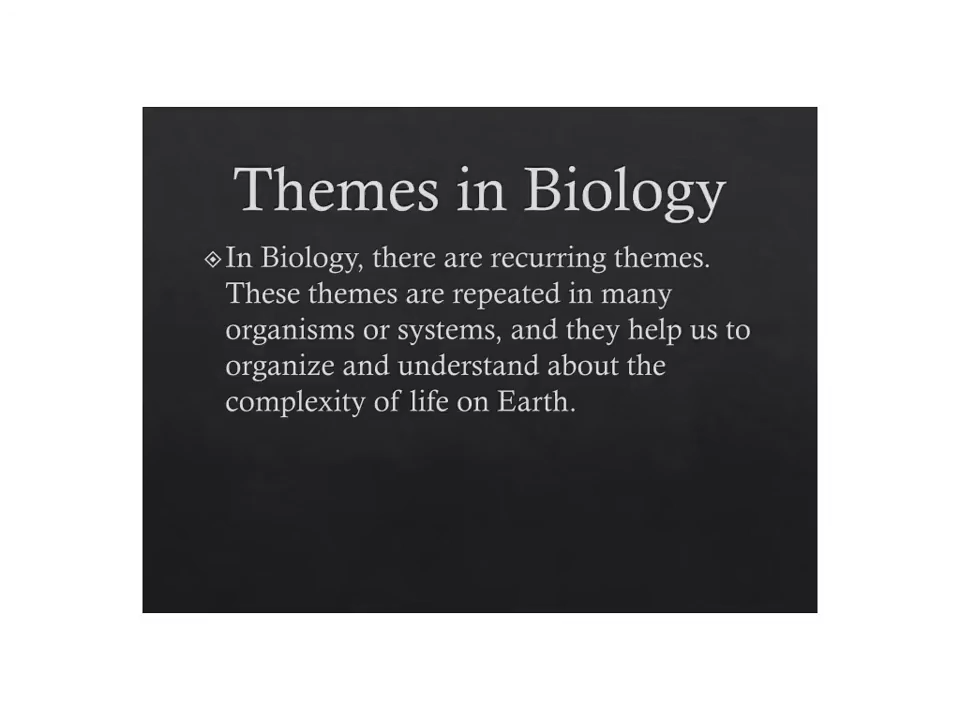 Themes in Biology
In Biology, there are recurring themes.
These themes are repeated in many
organisms or systems, and they help us to
organize and understand about the
complexity of life on Earth.